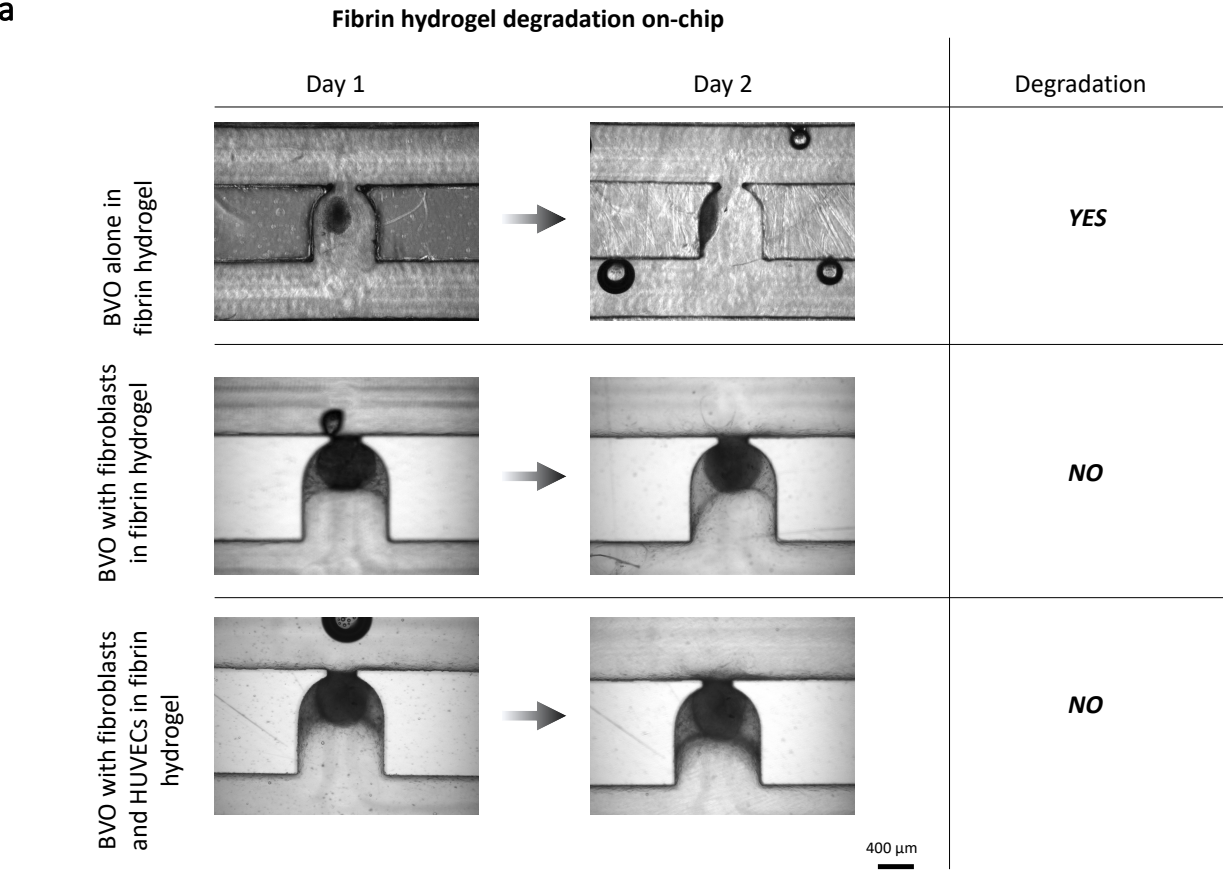 a
Fibrin hydrogel degradation on-chip
Day 1
Day 2
Degradation
BVO alone in
fibrin hydrogel
YES
BVO with fibroblasts
in fibrin hydrogel
NO
BVO with fibroblasts
and HUVECs in fibrin
hydrogel
NO
400 µm